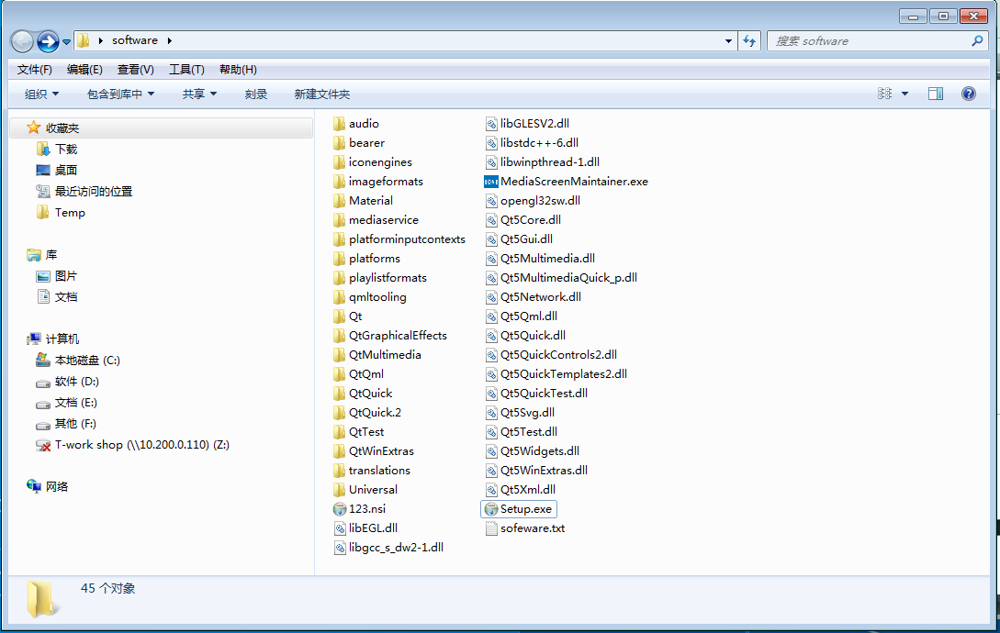 software
搜索 software
文件(F) 编辑(E) 查看(V) 工具(T) 帮助(H)
组织 包含到库中 共享 刻录 新建文件夹
收藏夹
下载
桌面
最近访问的位置
Temp
库
图片
文档
计算机
本地磁盘 (C:)
软件 (D:)
文档 (E:)
其他 (F:)
T-work shop (\\10.200.0.110) (Z:)
网络
audio
bearer
iconengines
imageformats
Material
mediaservice
platforminputcontexts
platforms
playlistformats
qmltooling
Qt
QtGraphicalEffects
QtMultimedia
QtQml
QtQuick
QtQuick.2
QtTest
QtWinExtras
translations
Universal
123.nsi
libEGL.dll
libgcc_s_dw2-1.dll
libGLESV2.dll
libstdc++-6.dll
libwinpthread-1.dll
MediaScreenMaintainer.exe
opengl32sw.dll
Qt5Core.dll
Qt5Gui.dll
Qt5Multimedia.dll
Qt5MultimediaQuick_p.dll
Qt5Network.dll
Qt5Qml.dll
Qt5Quick.dll
Qt5QuickControls2.dll
Qt5QuickTemplates2.dll
Qt5QuickTest.dll
Qt5Svg.dll
Qt5Test.dll
Qt5Widgets.dll
Qt5WinExtras.dll
Qt5Xml.dll
Setup.exe
sofeware.txt
45 个对象